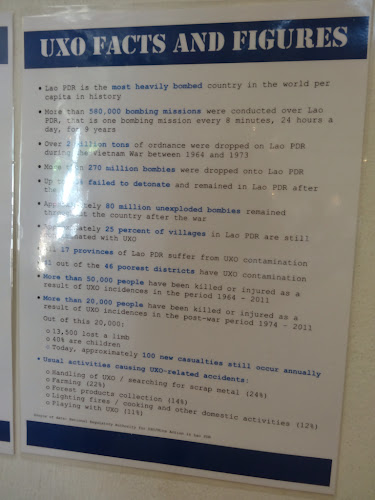 UXO FACTS AND FIGURES
• Lao PDR is the most heavily bombed country in the world per
capita in history
• More than 580,000 bombing missions were conducted over Lao
PDR, that is one bombing mission every 8 minutes, 24 hours a
day, for 9 years
• Over 2 million tons of ordnance were dropped on Lao PDR
during the Vietnam War between 1964 and 1973
• More than 270 million bombies were dropped onto Lao PDR
• Up failed to detonate and remained in Lao PDR after
the
• Approximately 80 million unexploded bombies remained
throughout the country after the war
approximately 25 percent of villages in Lao PDR are still
contaminated with UXO
17 provinces of Lao PDR suffer from UXO contamination
41 out of the 46 poorest districts have UXO contamination
• More than 50,000 people have been killed or injured as a
result of UXO incidences in the period 1964 - 2011
• More than 20,000 people have been killed or injured as a
result of UXO incidences in the post-war period 1974 - 2011
Out of this 20,000:
o 13,500 lost a limb
o 40% are children
o Today, approximately 100 new casualties still occur annually
• Usual activities causing UXO-related accidents:
o Handling of UXO / searching for scrap metal (24%)
o Farming (22%)
o Forest products collection (14%)
o Lighting fires / cooking and other domestic activities (12%)
o Playing with UXO (11%)